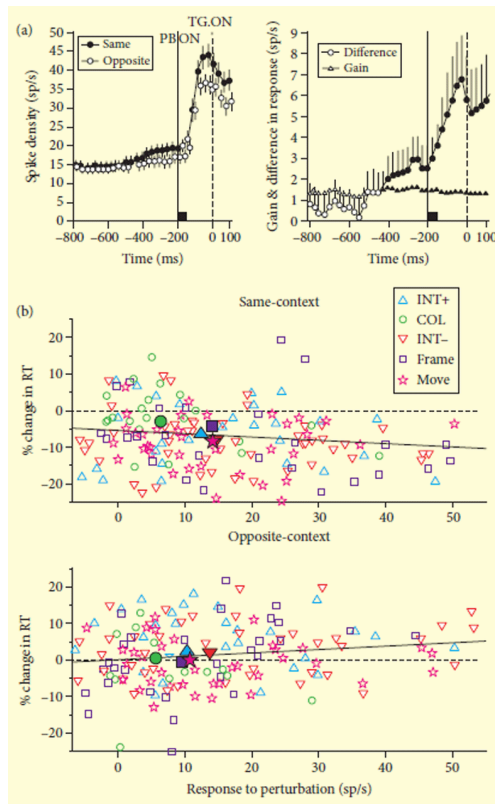 (a)
TG.ON
PB ON
Same
Opposite
Spike density (sp/s)
50
45
40
35
30
25
20
15
10
5
0
−800
−600
−400
−200
0
100
Time (ms)
Difference
Gain
Gain & difference in response (sp/s)
9
8
7
6
5
4
3
2
1
0
−800
−600
−400
−200
0
100
Time (ms)
(b)
Same-context
INT+
COL
INT–
Frame
Move
% change in RT
20
10
0
−10
−20
0
10
20
30
40
50
Opposite-context
% change in RT
20
10
0
−10
−20
0
10
20
30
40
50
Response to perturbation (sp/s)